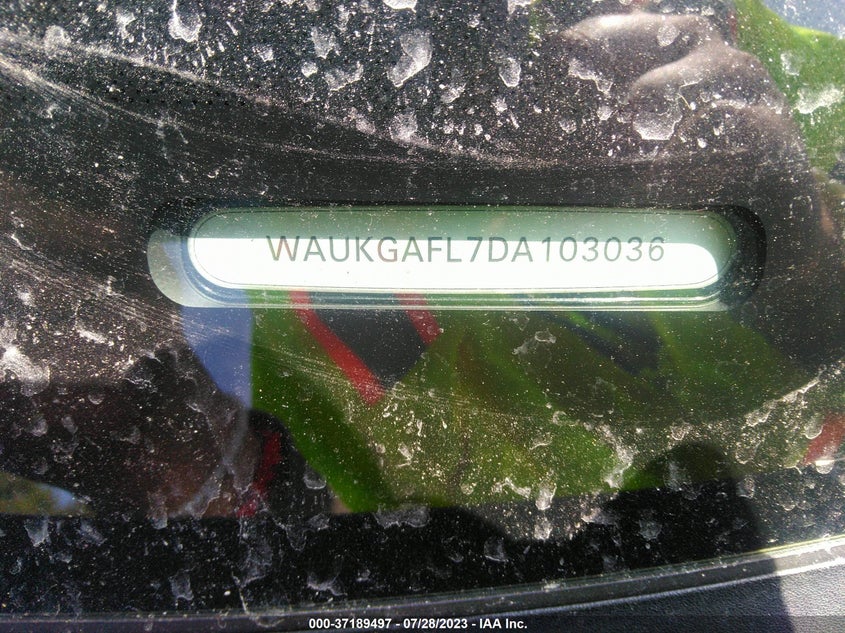 WAUKGAFL7DA103036
000-37189497 - 07/28/2023 - IAA Inc.